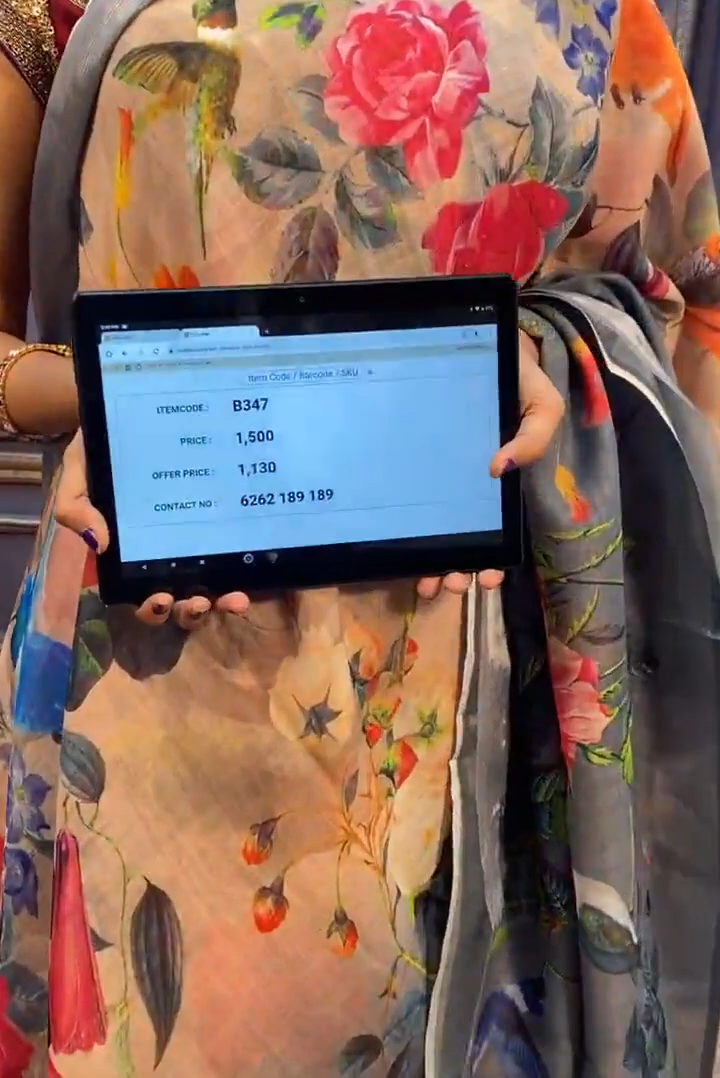 Item Code / Barcode / SKU
ITEMCODE : B347
PRICE : 1,500
OFFER PRICE : 1,130
CONTACT NO : 6262 189 189